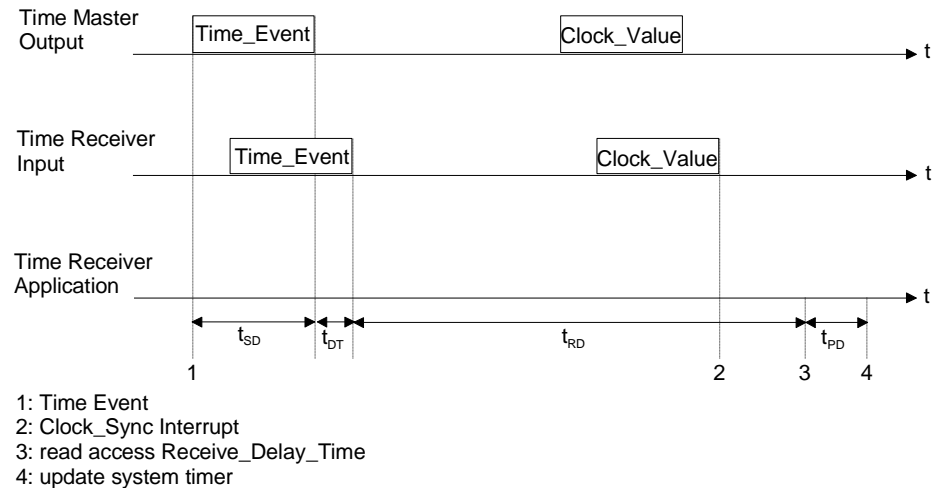 Time Master
Output
Time_Event
Clock_Value
t
Time Receiver
Input
Time_Event
Clock_Value
t
Time Receiver
Application
t
tSD
tDT
tRD
tPD
1
2
3
4
1: Time Event
2: Clock_Sync Interrupt
3: read access Receive_Delay_Time
4: update system timer